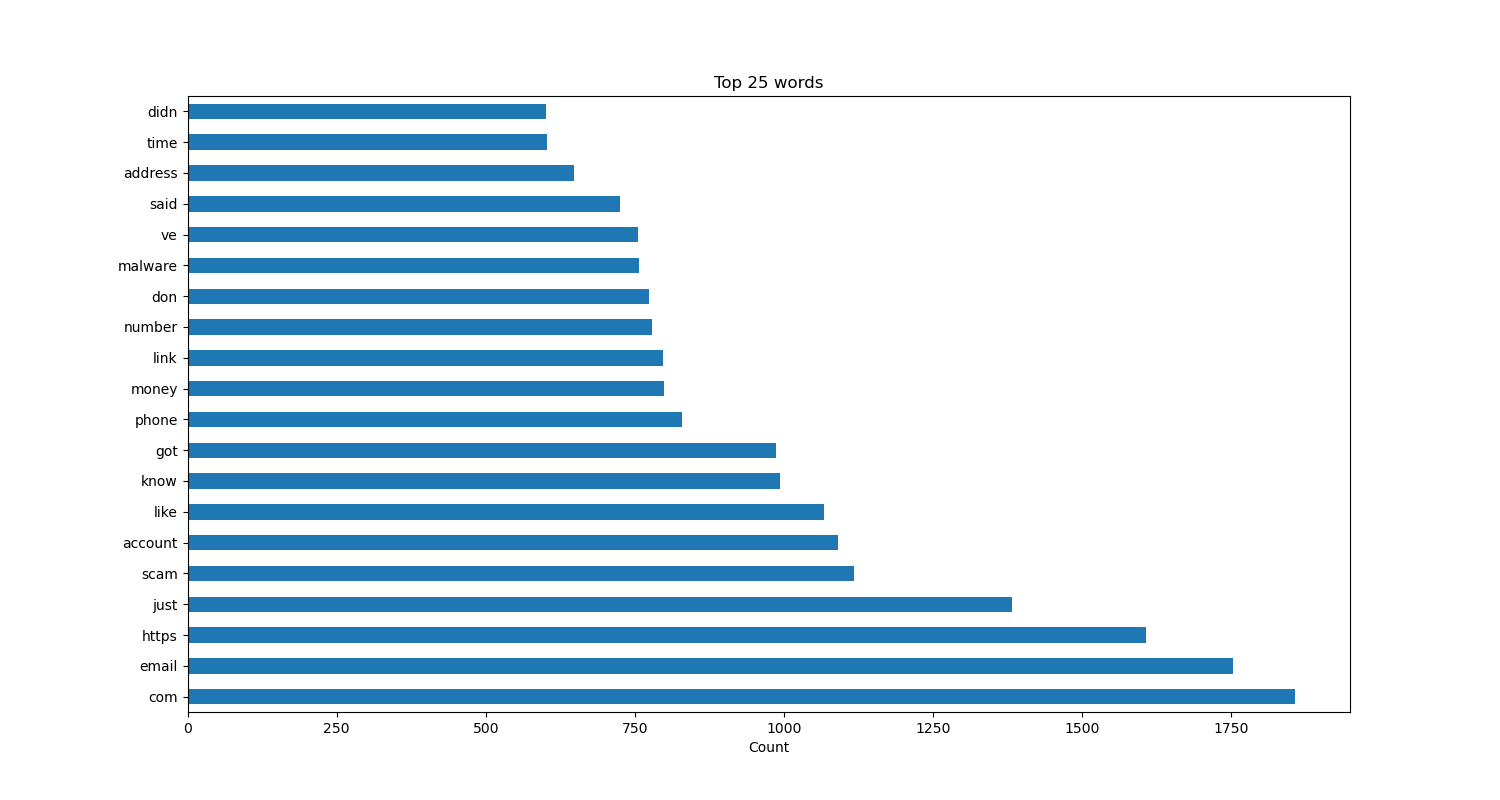 Top 25 words
didn
time
address
said
ve
malware
don
number
link
money
phone
got
know
like
account
scam
just
https
email
com
0 250 500 750 1000 1250 1500 1750
Count